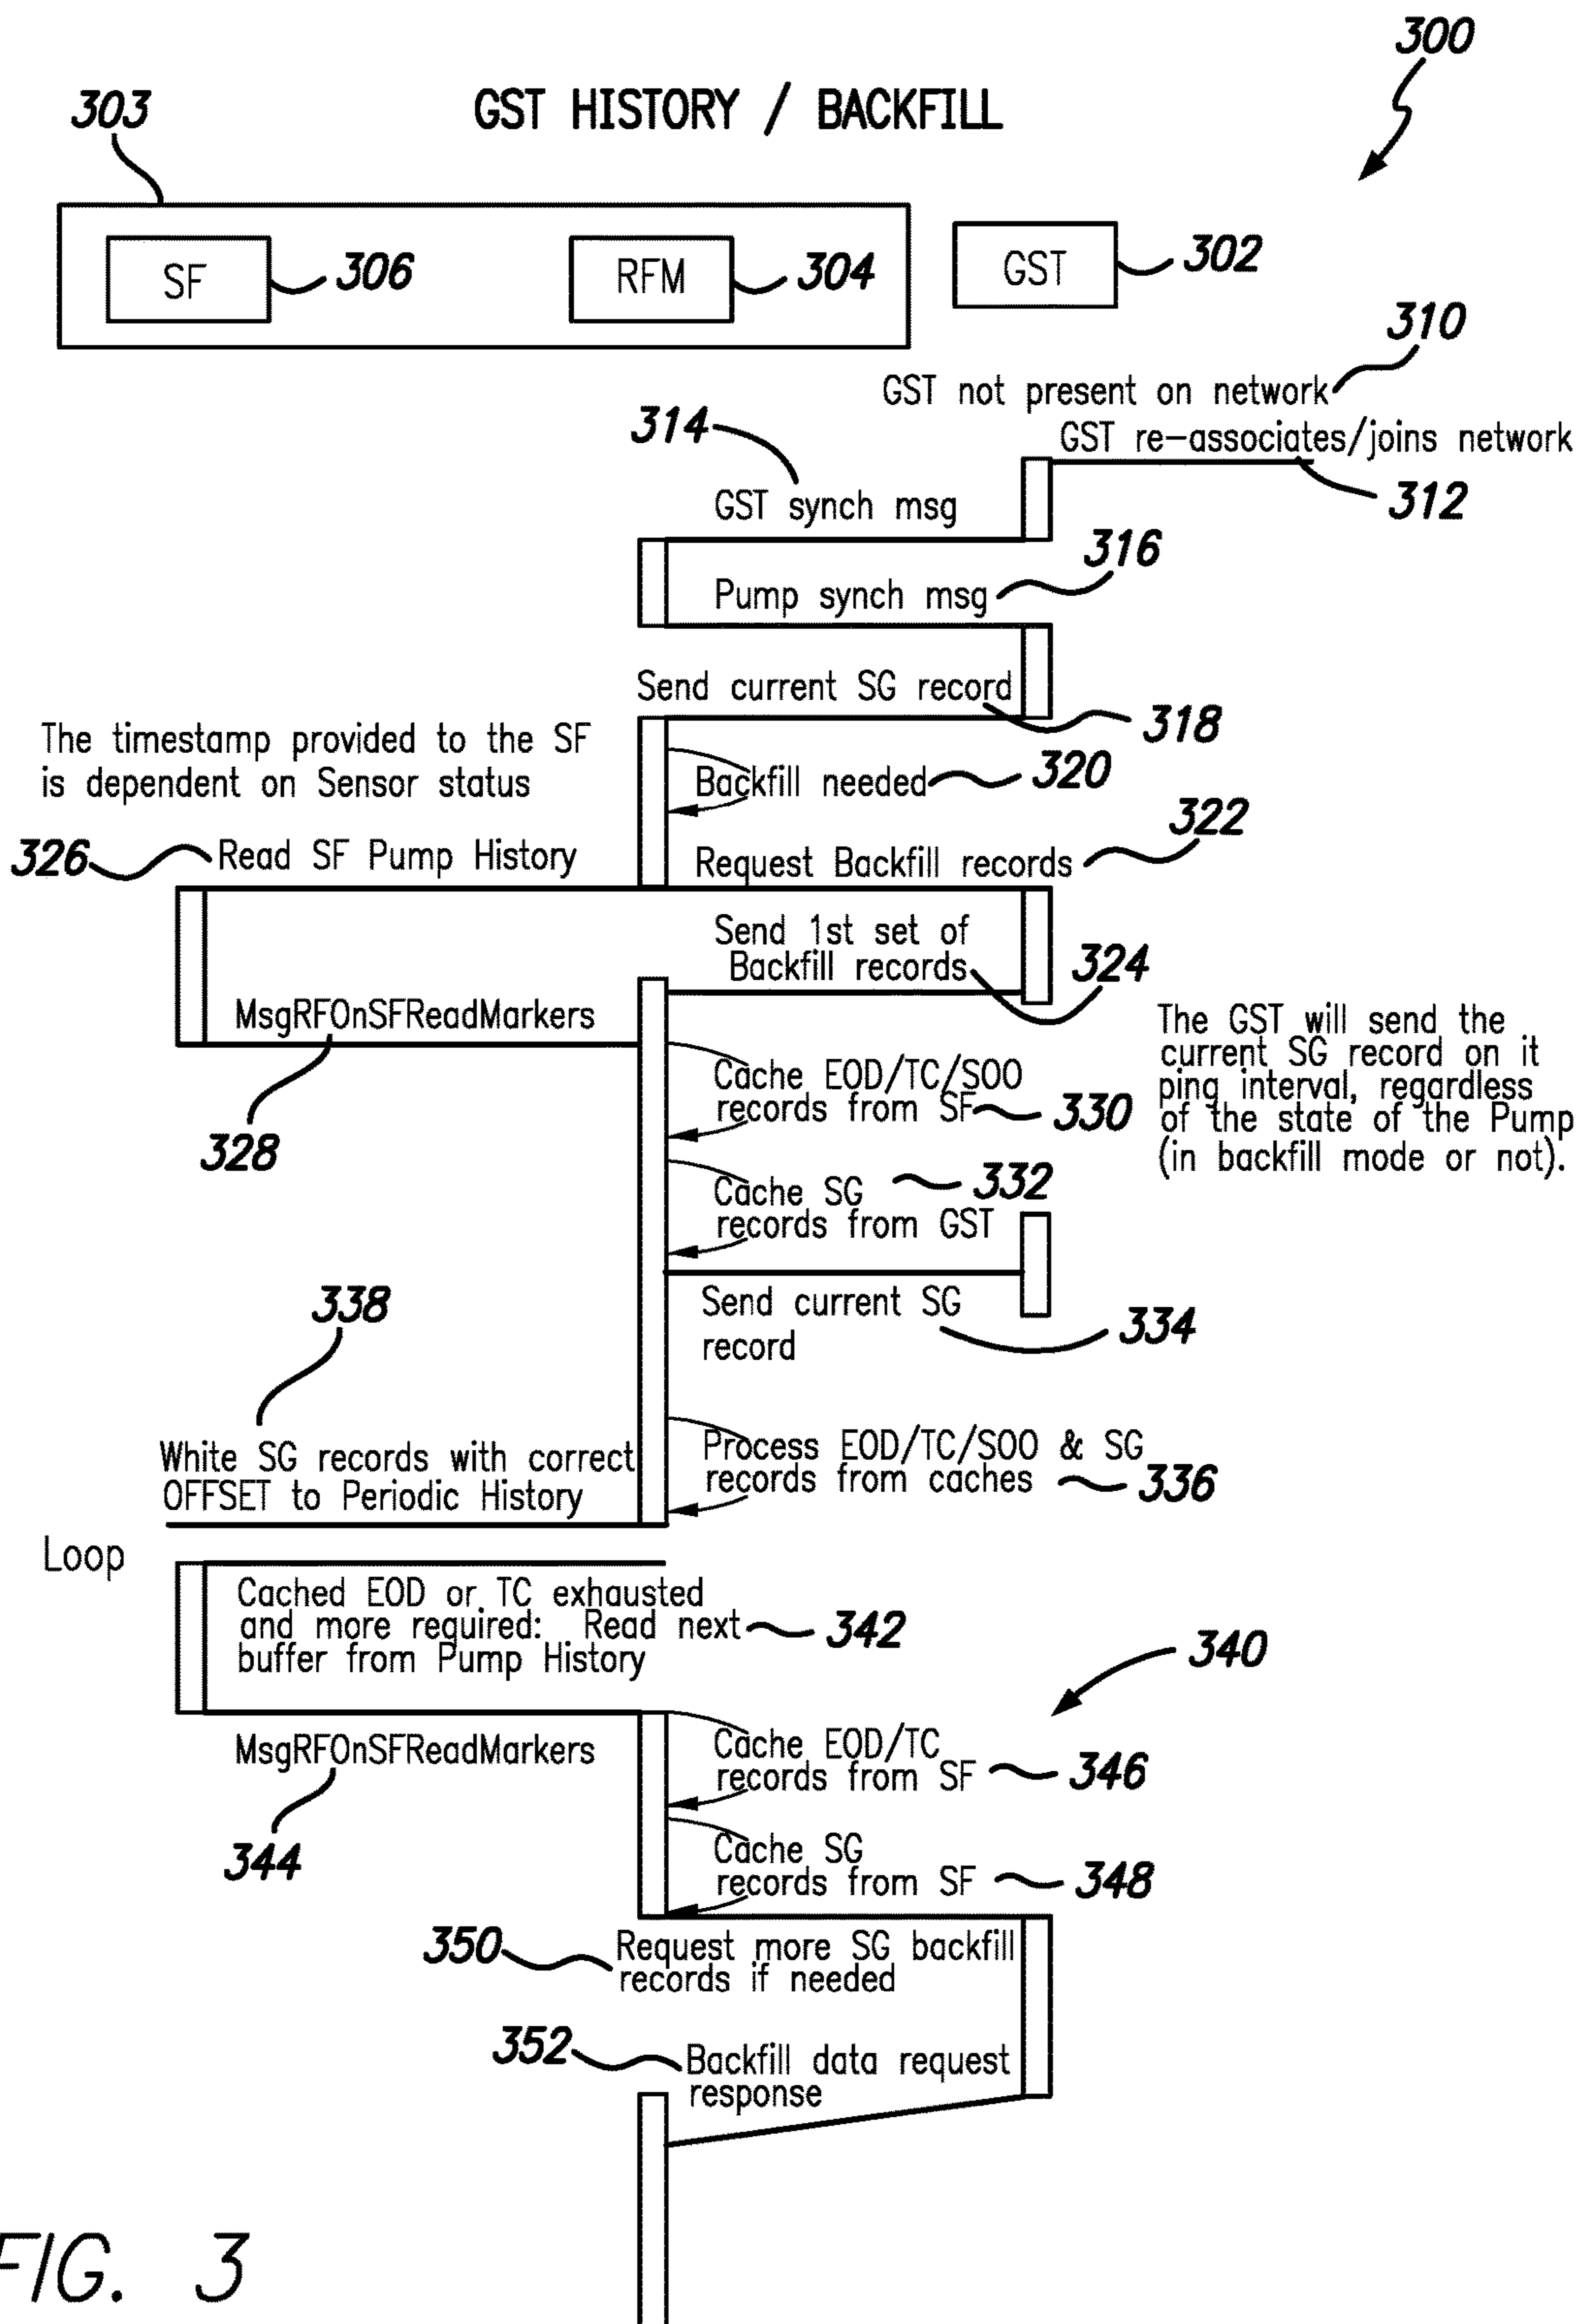 300
303
GST HISTORY / BACKFILL
SF
306
RFM
304
GST
302
310
GST not present on network
314
GST re-associates/joins network
312
GST synch msg
316
Pump synch msg
Send current SG record
318
The timestamp provided to the SF
is dependent on Sensor status
Backfill needed
320
322
326
Read SF Pump History
Request Backfill records
Send 1st set of
Backfill records
324
MsgRFOnSFReadMarkers
328
The GST will send the
current SG record on it
ping interval, regardless
of the state of the Pump
(in backfill mode or not).
Cache EOD/TC/SOO
records from SF
330
Cache SG
records from GST
332
338
Send current SG
record
334
White SG records with correct
OFFSET to Periodic History
Process EOD/TC/SOO & SG
records from caches
336
Loop
Cached EOD or TC exhausted
and more required: Read next
buffer from Pump History
342
340
MsgRFOnSFReadMarkers
344
Cache EOD/TC
records from SF
346
Cache SG
records from SF
348
350
Request more SG backfill
records if needed
352
Backfill data request
response
FIG. 3